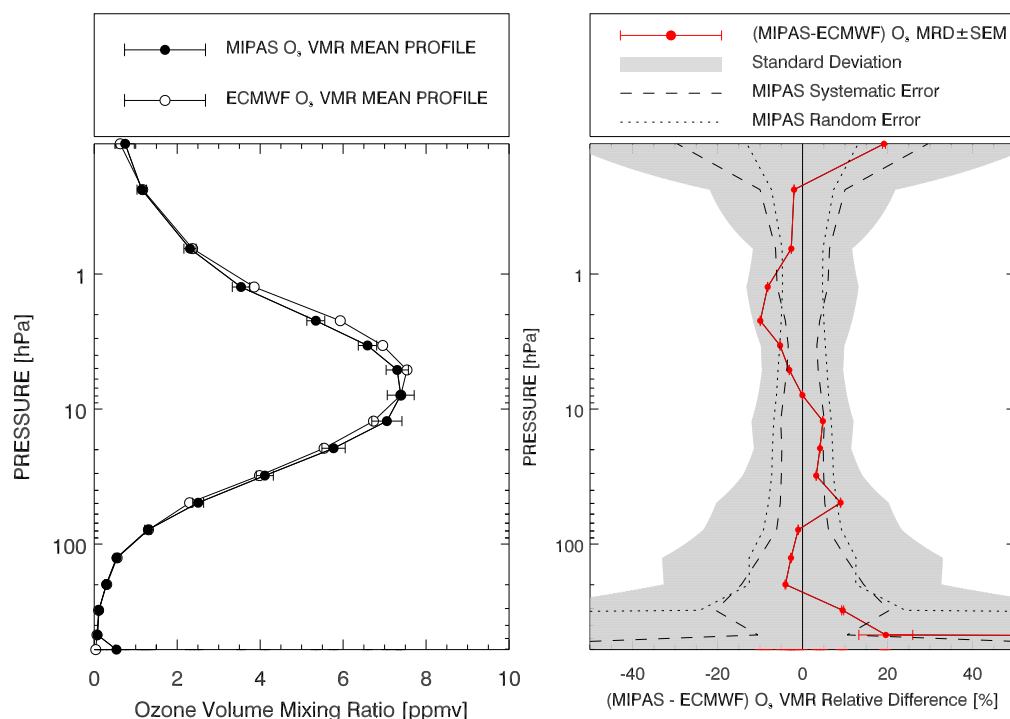 MIPAS O₃ VMR MEAN PROFILE
ECMWF O₃ VMR MEAN PROFILE
PRESSURE [hPa]
1
10
100
0 2 4 6 8 10
Ozone Volume Mixing Ratio [ppmv]
(MIPAS-ECMWF) O₃ MRD±SEM
Standard Deviation
MIPAS Systematic Error
MIPAS Random Error
PRESSURE [hPa]
1
10
100
-40 -20 0 20 40
(MIPAS - ECMWF) O₃ VMR Relative Difference [%]